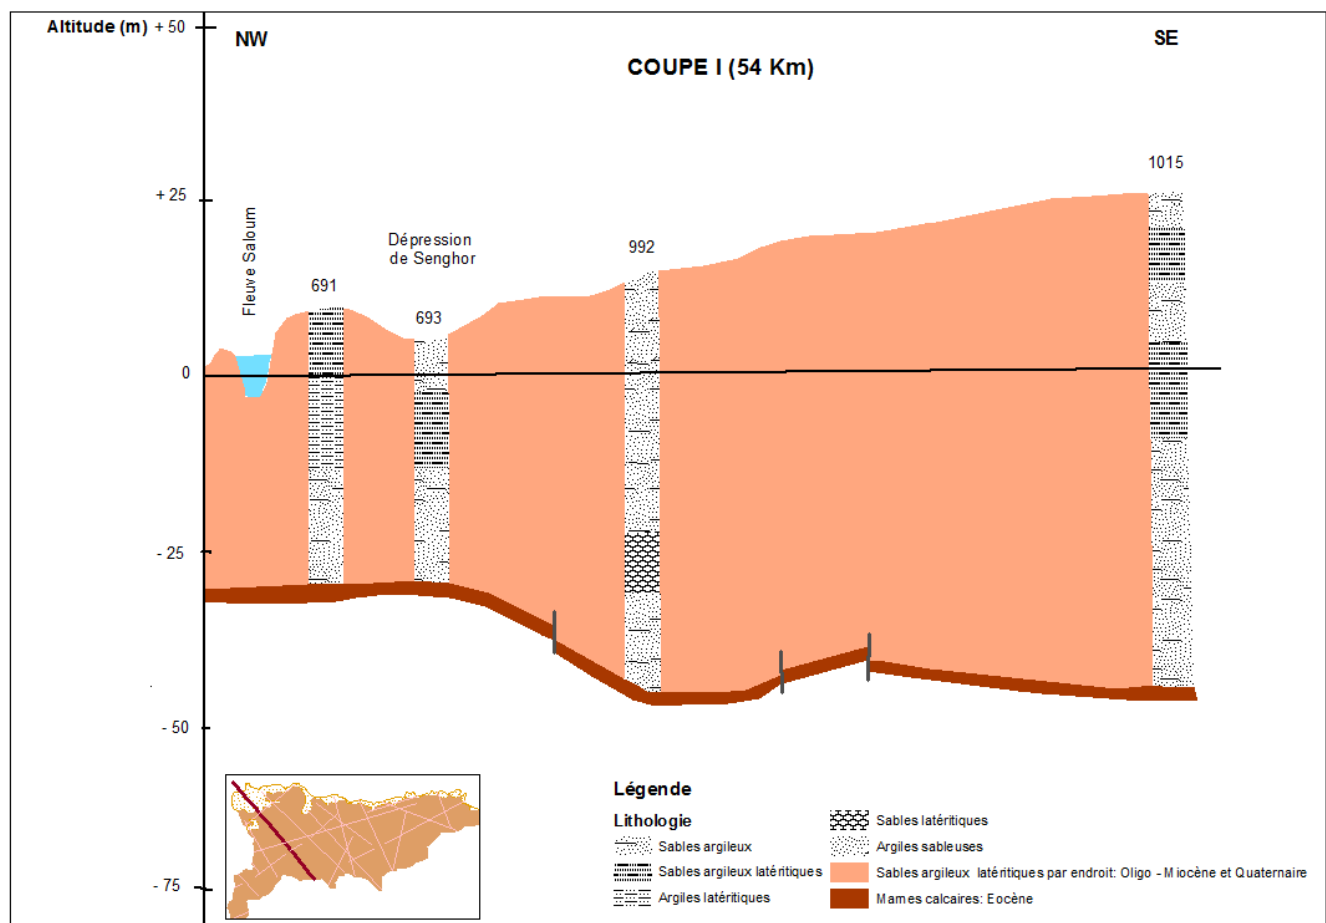 Altitude (m) + 50
NW
SE
COUPE I (54 Km)
1015
+ 25
Fleuve Saloum
Dépression
de Senghor
992
691
693
0
- 25
- 50
- 75
Légende
Lithologie
Sables argileux
Sables argileux latéritiques
Argiles latéritiques
Sables latéritiques
Argiles sableuses
Sables argileux latéritiques par endroit: Oligo - Miocène et Quaternaire
Marnes calcaires: Eocène